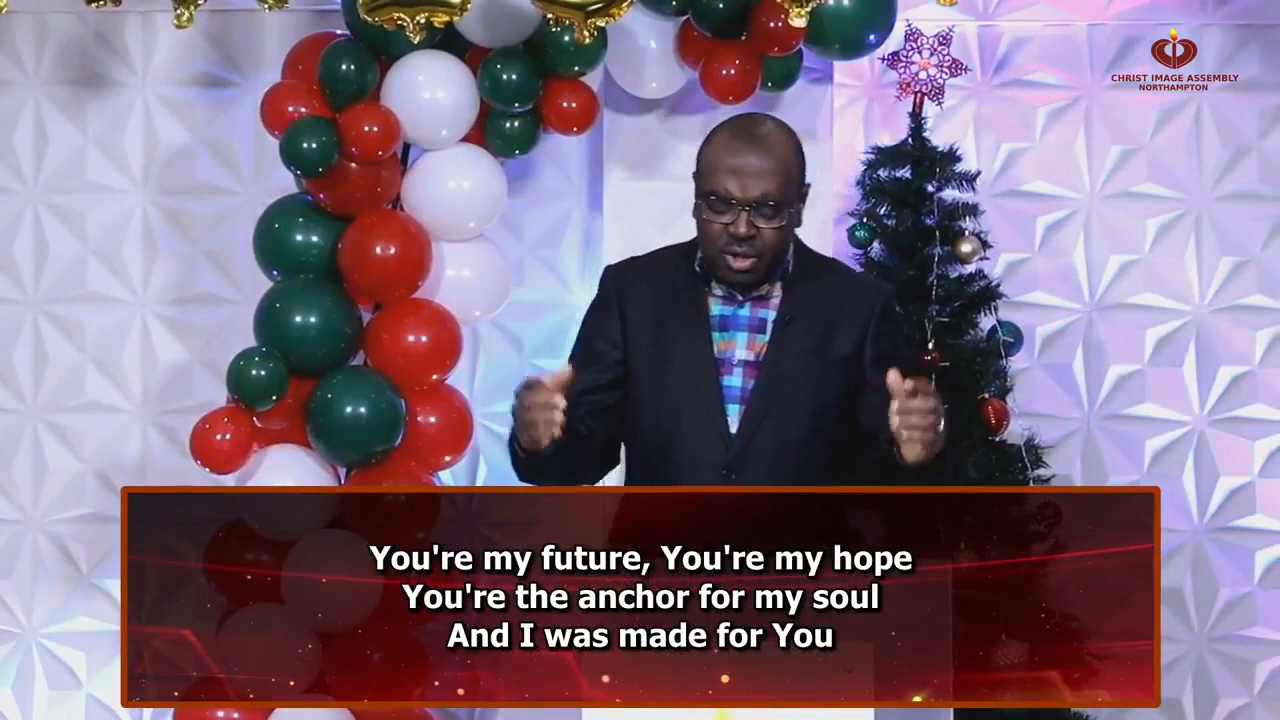 CHRIST IMAGE ASSEMBLY
NORTHAMPTON
You're my future, You're my hope
You're the anchor for my soul
And I was made for You